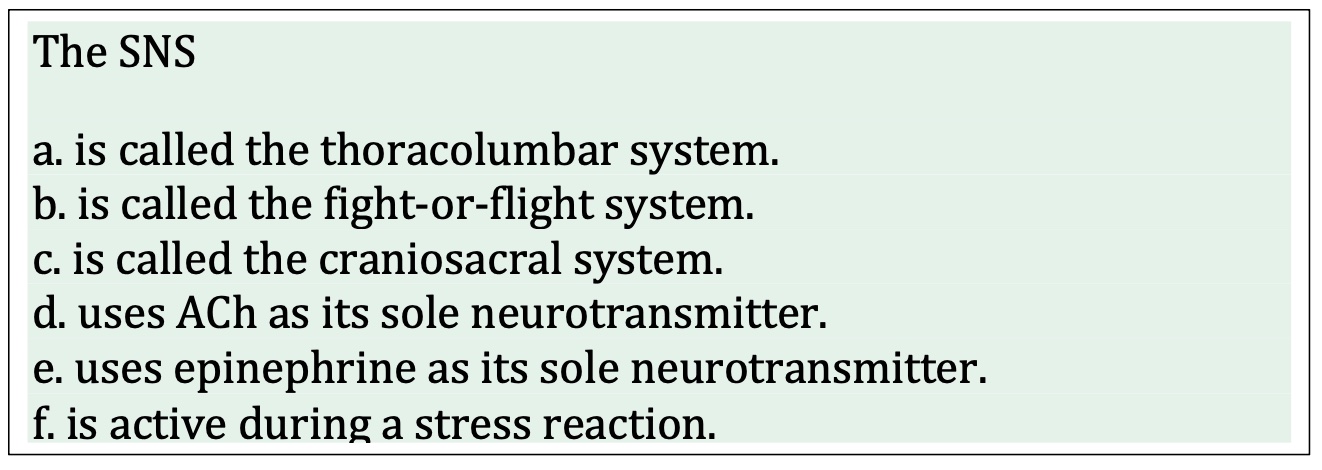 The SNS
a. is called the thoracolumbar system.
b. is called the fight-or-flight system.
c. is called the craniosacral system.
d. uses ACh as its sole neurotransmitter.
e. uses epinephrine as its sole neurotransmitter.
f. is active during a stress reaction.